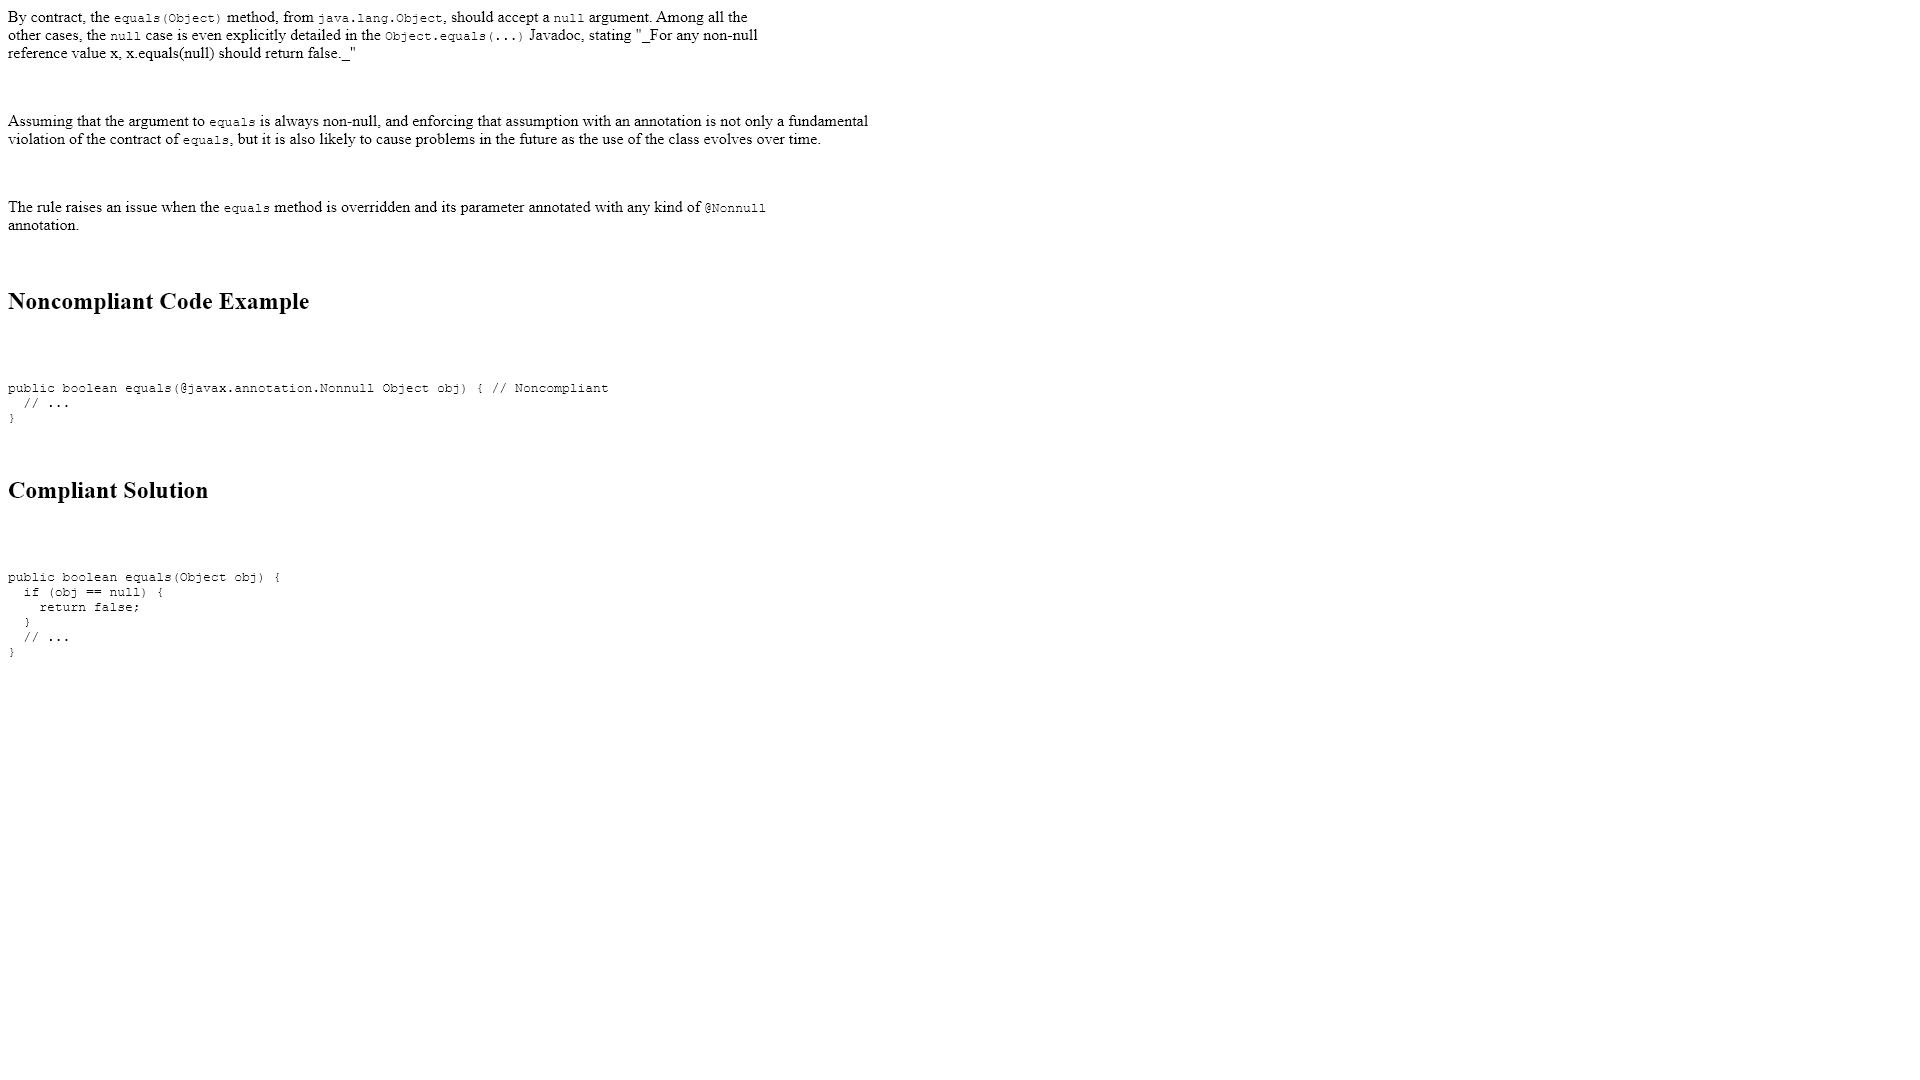 By contract, the equals(Object) method, from java.lang.Object, should accept a null argument. Among all the
other cases, the null case is even explicitly detailed in the Object.equals(...) Javadoc, stating "_For any non-null
reference value x, x.equals(null) should return false._"
Assuming that the argument to equals is always non-null, and enforcing that assumption with an annotation is not only a fundamental
violation of the contract of equals, but it is also likely to cause problems in the future as the use of the class evolves over time.
The rule raises an issue when the equals method is overridden and its parameter annotated with any kind of @Nonnull
annotation.
Noncompliant Code Example
public boolean equals(@javax.annotation.Nonnull Object obj) { // Noncompliant
  // ...
}
Compliant Solution
public boolean equals(Object obj) {
  if (obj == null) {
    return false;
  }
  // ...
}